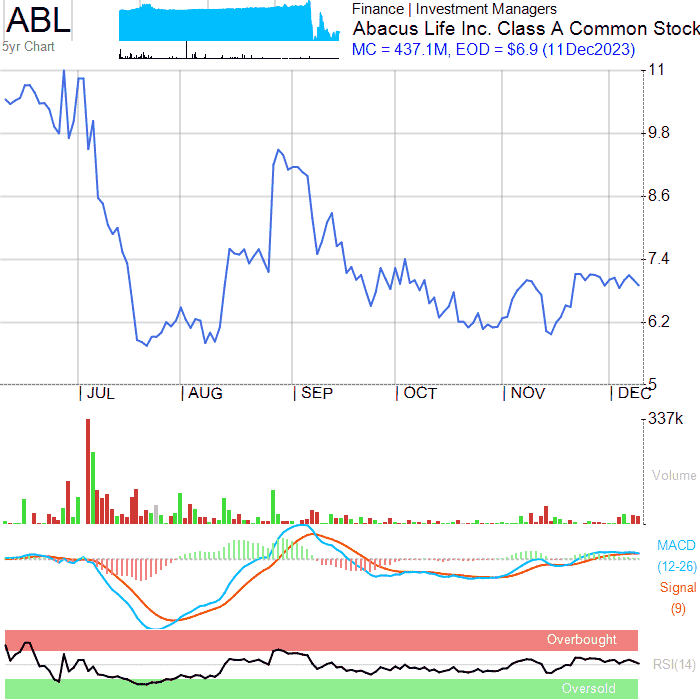 ABL
5yr Chart
Finance | Investment Managers
Abacus Life Inc. Class A Common Stock
MC = 437.1M, EOD = $6.9 (11Dec2023)
11
9.8
8.6
7.4
6.2
5
JUL AUG SEP OCT NOV DEC
337k
Volume
MACD
(12-26)
Signal
(9)
Overbought
RSI(14)
Oversold